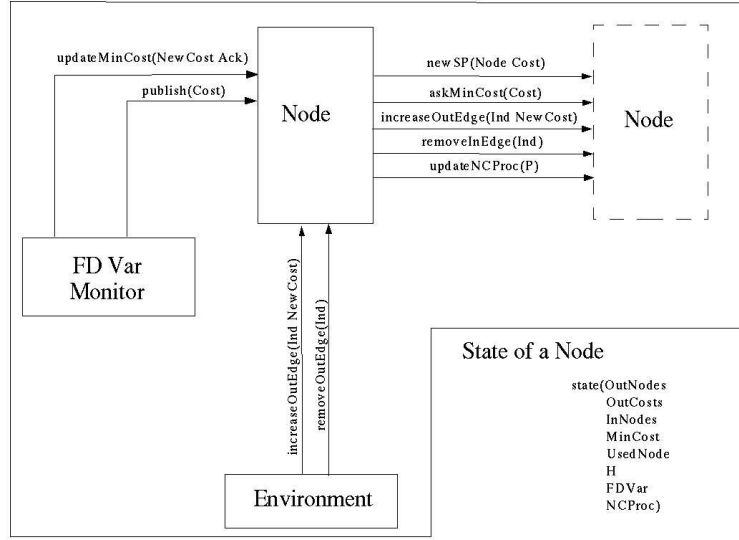 updateMinCost(NewCost Ack)
publish(Cost)
Node
newSP(Node Cost)
askMinCost(Cost)
increaseOutEdge(Ind NewCost)
removeInEdge(Ind)
updateNCProc(P)
Node
FD Var
Monitor
increaseOutEdge(Ind NewCost)
removeOutEdge(Ind)
Environment
State of a Node
state(OutNodes
OutCosts
InNodes
MinCost
UsedNode
H
FDVar
NCProc)